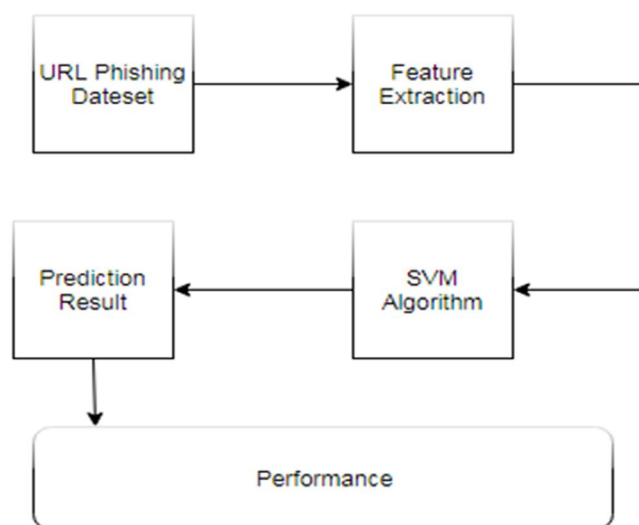 URL Phishing
Dateset
Feature
Extraction
Prediction
Result
SVM
Algorithm
Performance